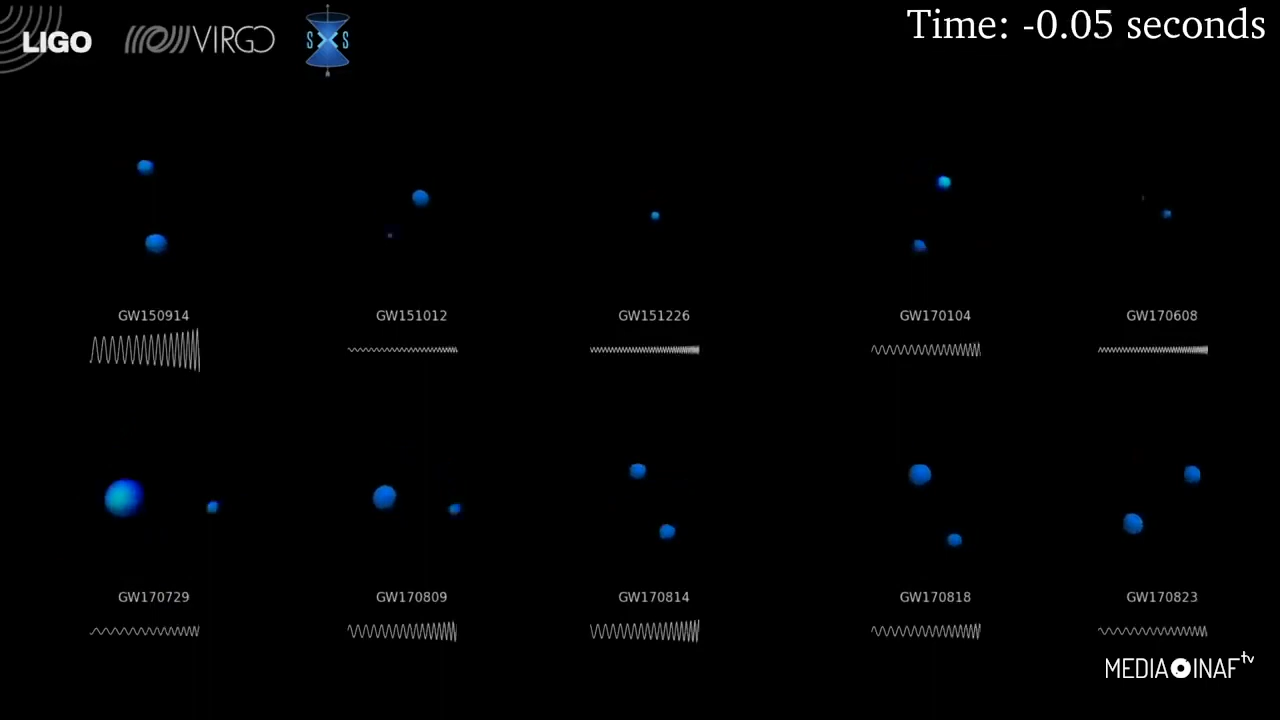 LIGO
VIRGO
SXS
Time: -0.05 seconds
GW150914
GW151012
GW151226
GW170104
GW170608
GW170729
GW170809
GW170814
GW170818
GW170823
MEDIA INAF tv